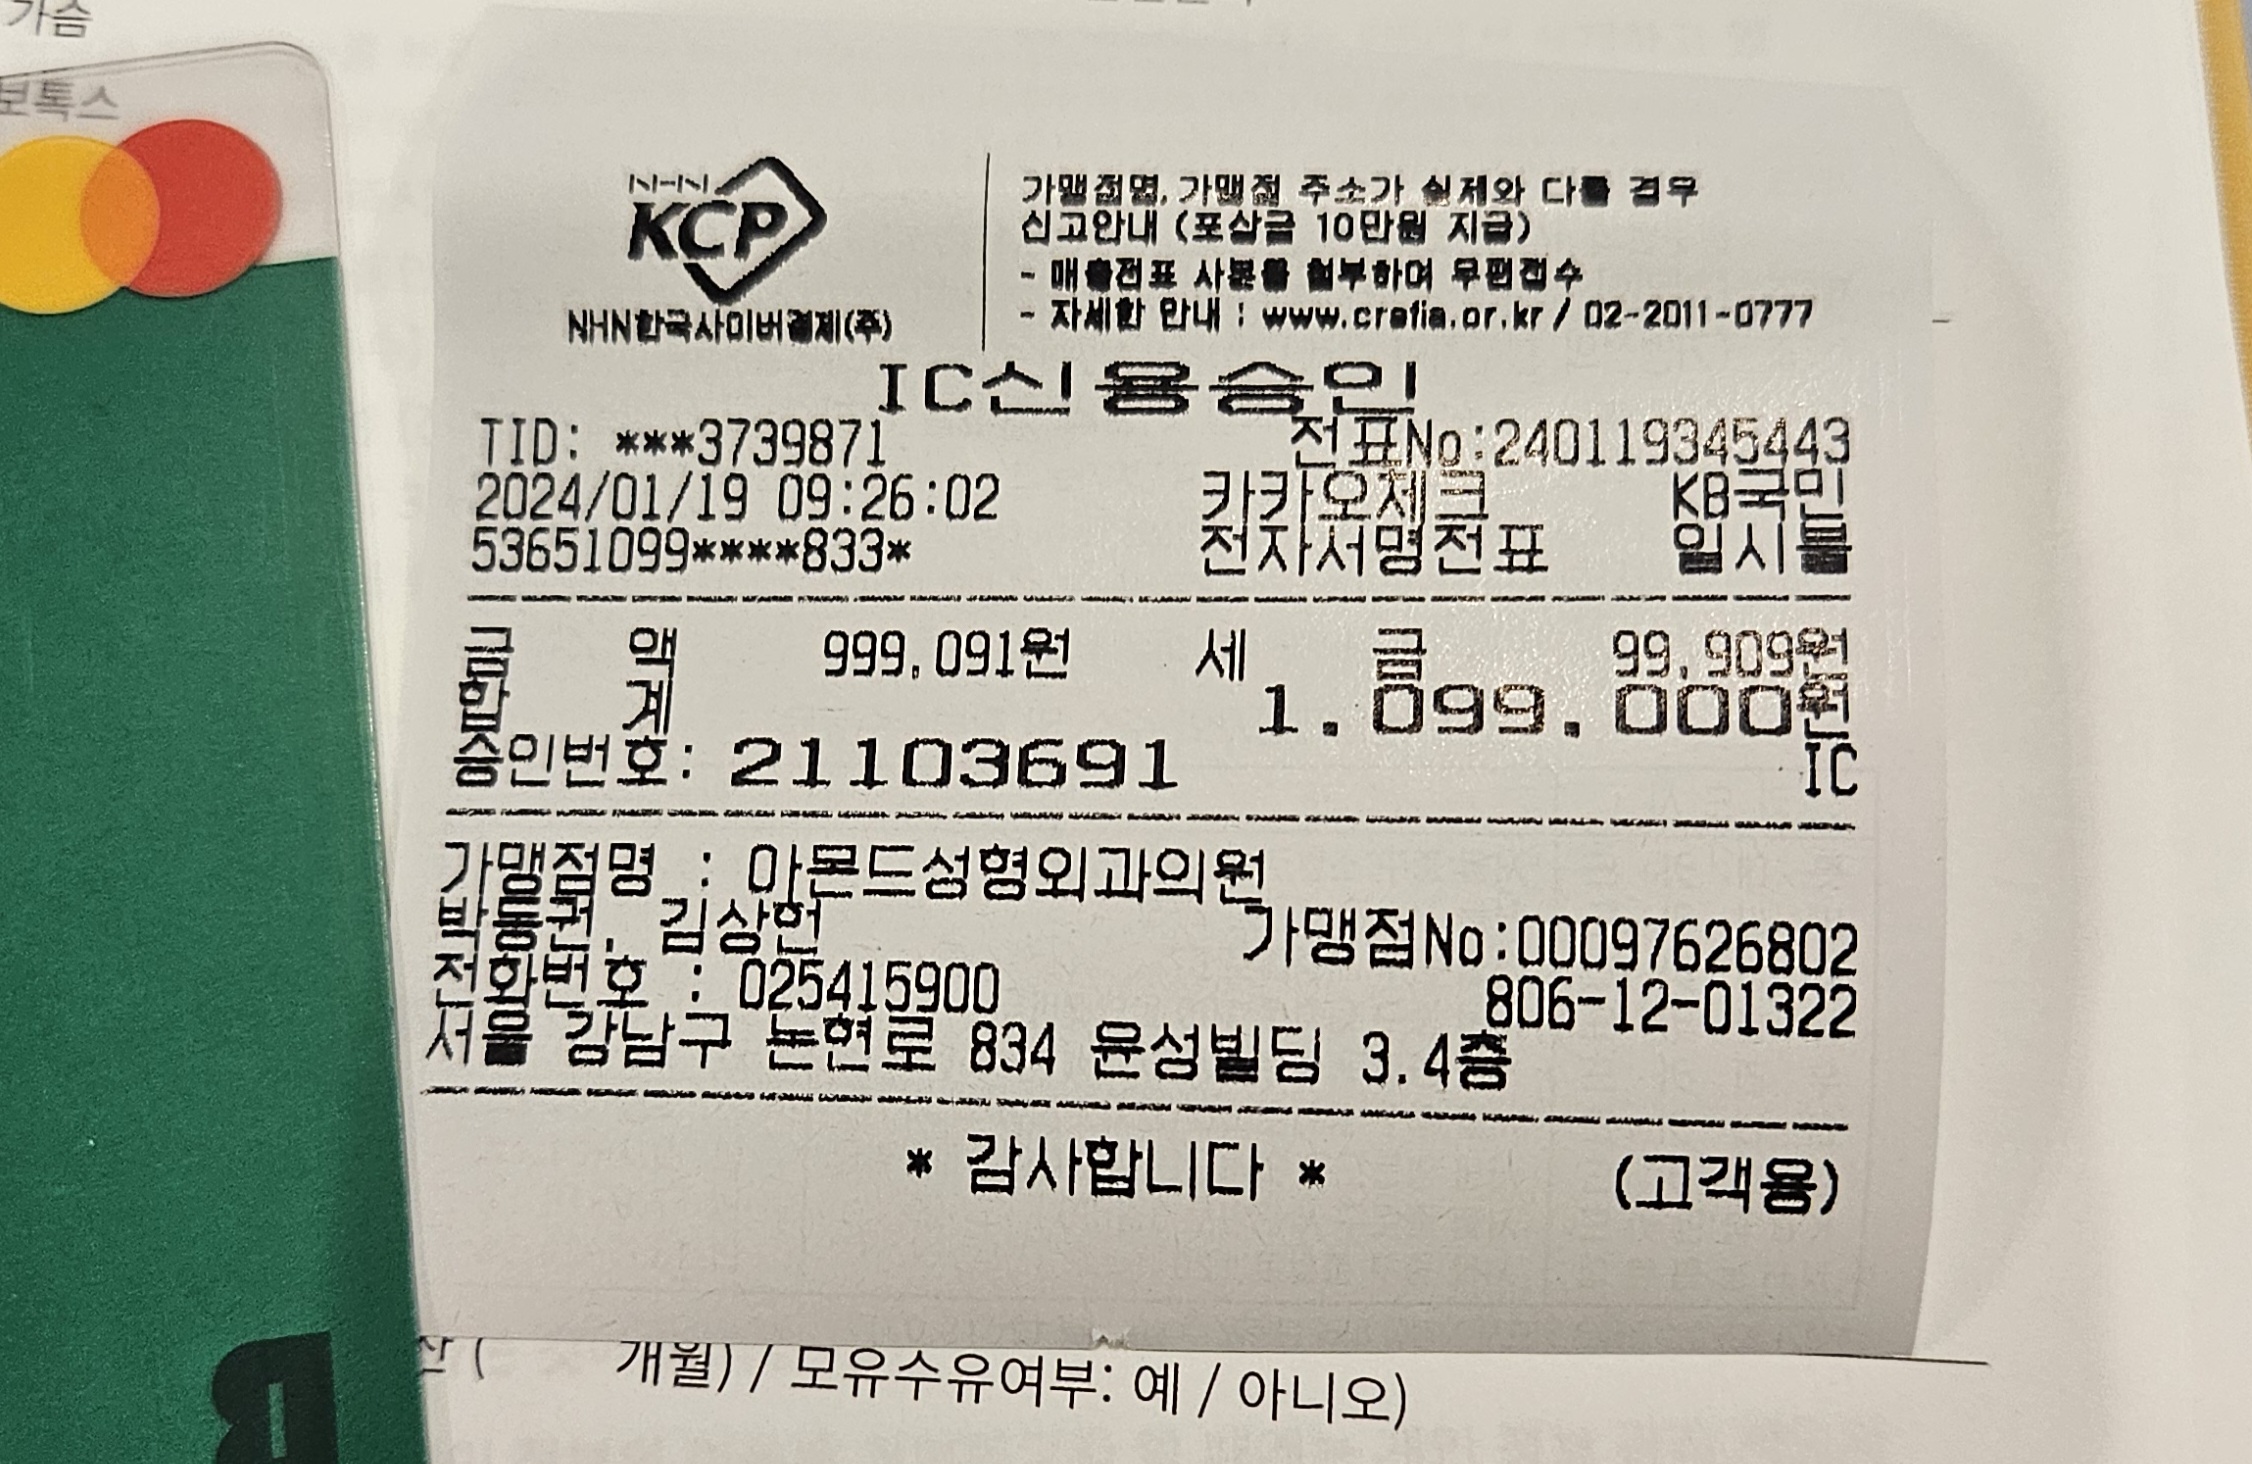 가슴
보톡스
NHN
KCP
NHN한국사이버결제(주)
가맹점명, 가맹점 주소가 실제와 다를 경우
신고안내 (포상금 10만원 지급)
- 매출전표 사본을 첨부하여 우편접수
- 자세한 안내 : www.crefia.or.kr / 02-2011-0777
IC신용승인
TID: ***3739871 전표No:240119345443
2024/01/19 09:26:02 카카오체크 KB국민
53651099****833* 전자서명전표 일시불
금 액 999,091원 세 금 99,909원
합 계 1,099,000원
승인번호: 21103691 IC
가맹점명 : 아몬드성형외과의원
박동권, 김상헌 가맹점No:00097626802
전화번호 : 025415900 806-12-01322
서울 강남구 논현로 834 윤성빌딩 3.4층
* 감사합니다 * (고객용)
산 ( 개월) / 모유수유여부: 예 / 아니오)